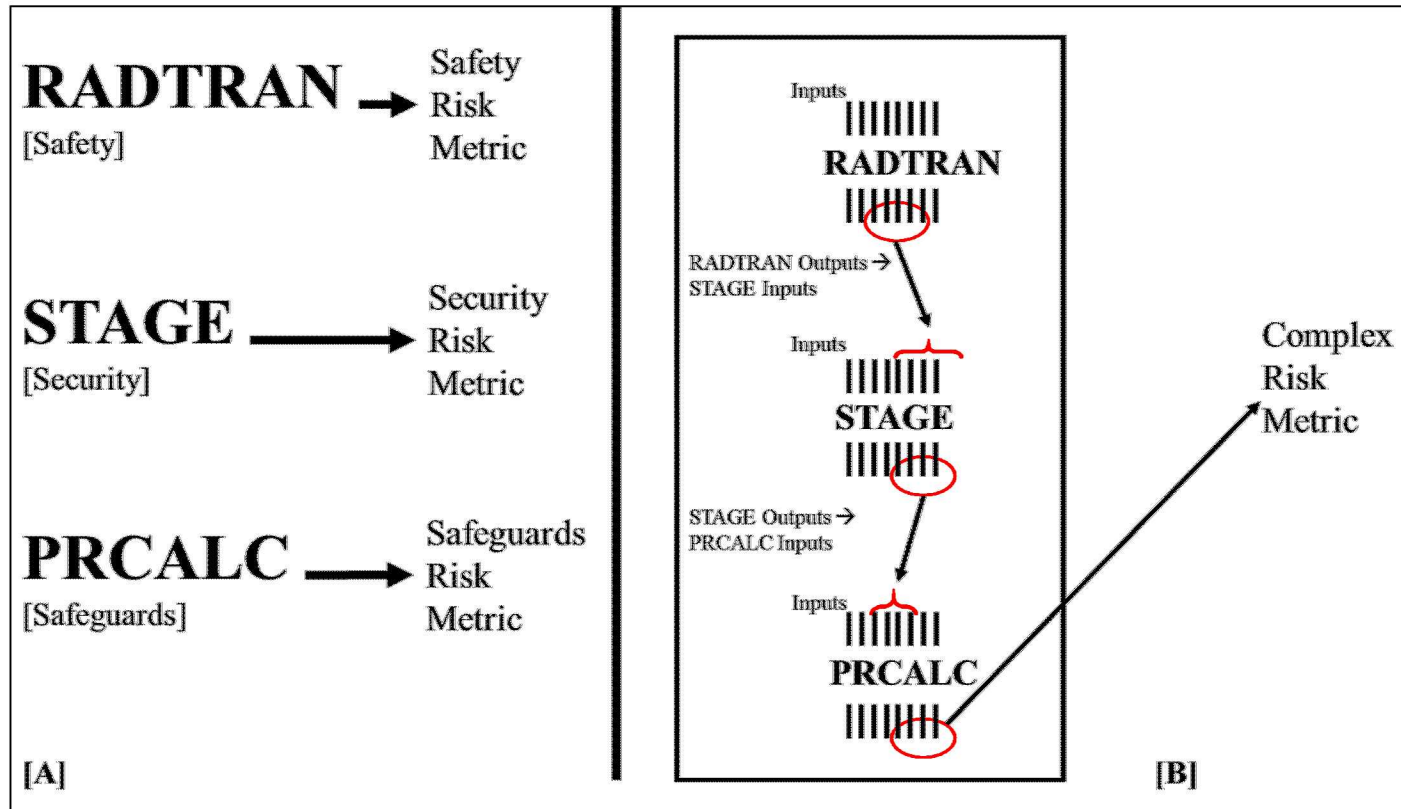 RADTRAN
[Safety]
Safety
Risk
Metric
STAGE
[Security]
Security
Risk
Metric
PRCALC
[Safeguards]
Safeguards
Risk
Metric
[A]
Inputs
RADTRAN
RADTRAN Outputs →
STAGE Inputs
Inputs
STAGE
STAGE Outputs →
PRCALC Inputs
Inputs
PRCALC
Complex
Risk
Metric
[B]